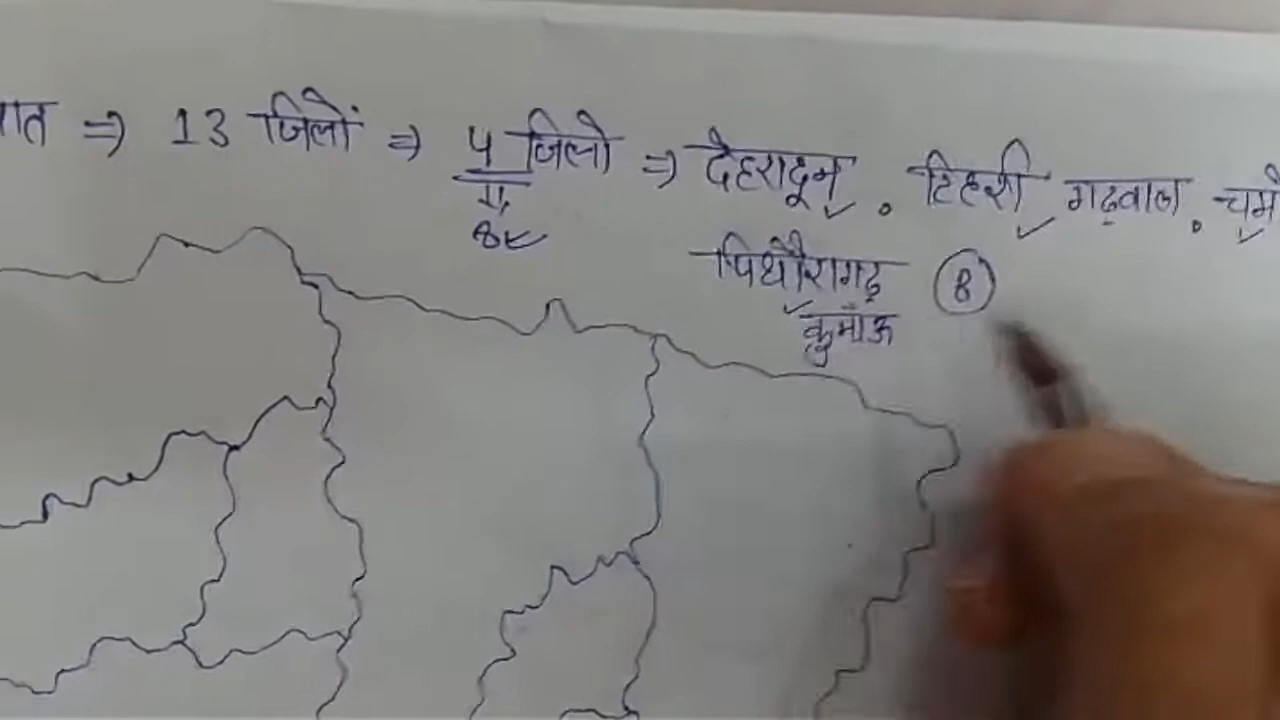 ⇒ 13 जिलों ⇒ 4 जिलो ⇒ देहरादून, टिहरी गढ़वाल, चमो
पिथौरागढ़ 8
कुमाँऊ